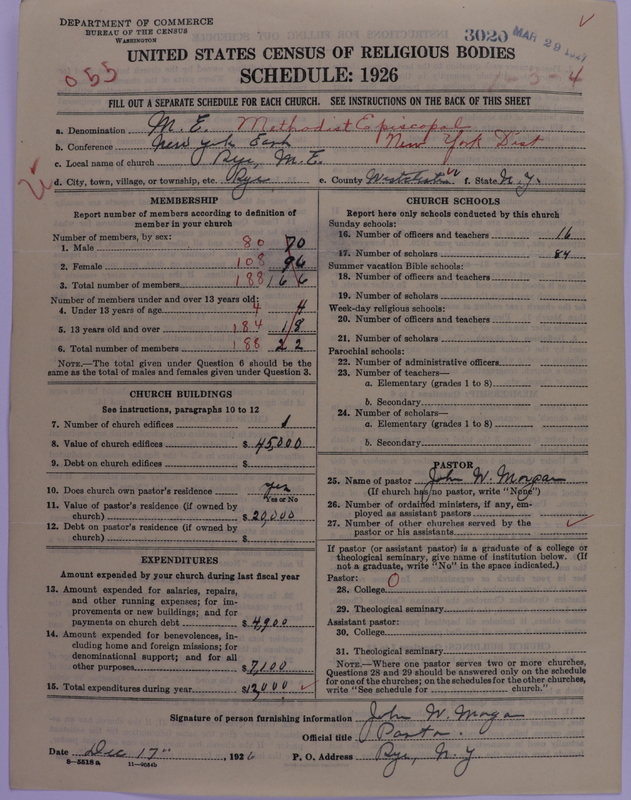 DEPARTMENT OF COMMERCE
BUREAU OF THE CENSUS
WASHINGTON
3020 MAR 29 1927
UNITED STATES CENSUS OF RELIGIOUS BODIES
055
SCHEDULE: 1926
1-3-4
FILL OUT A SEPARATE SCHEDULE FOR EACH CHURCH. SEE INSTRUCTIONS ON THE BACK OF THIS SHEET
a. Denomination M. E. Methodist Episcopal
b. Conference New York East New York Dist
c. Local name of church Rye, M. E.
d. City, town, village, or township, etc. Rye e. County Westchester f. State N. Y.
MEMBERSHIP
Report number of members according to definition of member in your church
Number of members, by sex:
1. Male 80 70
2. Female 108 96
3. Total number of members 188 166
Number of members under and over 13 years old:
4. Under 13 years of age 4 4
5. 13 years old and over 184 18
6. Total number of members 188 22
NOTE.—The total given under Question 6 should be the same as the total of males and females given under Question 3.
CHURCH BUILDINGS
See instructions, paragraphs 10 to 12
7. Number of church edifices 1
8. Value of church edifices $ 45,000
9. Debt on church edifices $
10. Does church own pastor's residence yes
Yes or No
11. Value of pastor's residence (if owned by church) $ 20,000
12. Debt on pastor's residence (if owned by church) $
EXPENDITURES
Amount expended by your church during last fiscal year
13. Amount expended for salaries, repairs, and other running expenses; for improvements or new buildings; and for payments on church debt $ 4,900
14. Amount expended for benevolences, including home and foreign missions; for denominational support; and for all other purposes $ 7,100
15. Total expenditures during year $ 12,000
CHURCH SCHOOLS
Report here only schools conducted by this church
Sunday schools:
16. Number of officers and teachers 16
17. Number of scholars 84
Summer vacation Bible schools:
18. Number of officers and teachers
19. Number of scholars
Week-day religious schools:
20. Number of officers and teachers
21. Number of scholars
Parochial schools:
22. Number of administrative officers
23. Number of teachers—
a. Elementary (grades 1 to 8)
b. Secondary
24. Number of scholars—
a. Elementary (grades 1 to 8)
b. Secondary
PASTOR
25. Name of pastor John W. Morgan
(If church has no pastor, write "None")
26. Number of ordained ministers, if any, employed as assistant pastors
27. Number of other churches served by the pastor or his assistants
If pastor (or assistant pastor) is a graduate of a college or theological seminary, give name of institution below. (If not a graduate, write "No" in the space indicated.)
Pastor: 0
28. College
29. Theological seminary
Assistant pastor:
30. College
31. Theological seminary
NOTE.—Where one pastor serves two or more churches, Questions 28 and 29 should be answered only on the schedule for one of the churches; on the schedules for the other churches, write "See schedule for church."
Signature of person furnishing information John W. Morgan
Official title Pastor
Date Dec 17 , 1926 P. O. Address Rye, N. Y
8-5518a 11-9024b